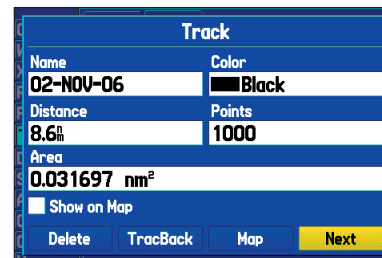 Track
Name Color
02-NOV-06 Black
Distance Points
8.6nm 1000
Area
0.031697 nm²
Show on Map
Delete TracBack Map Next